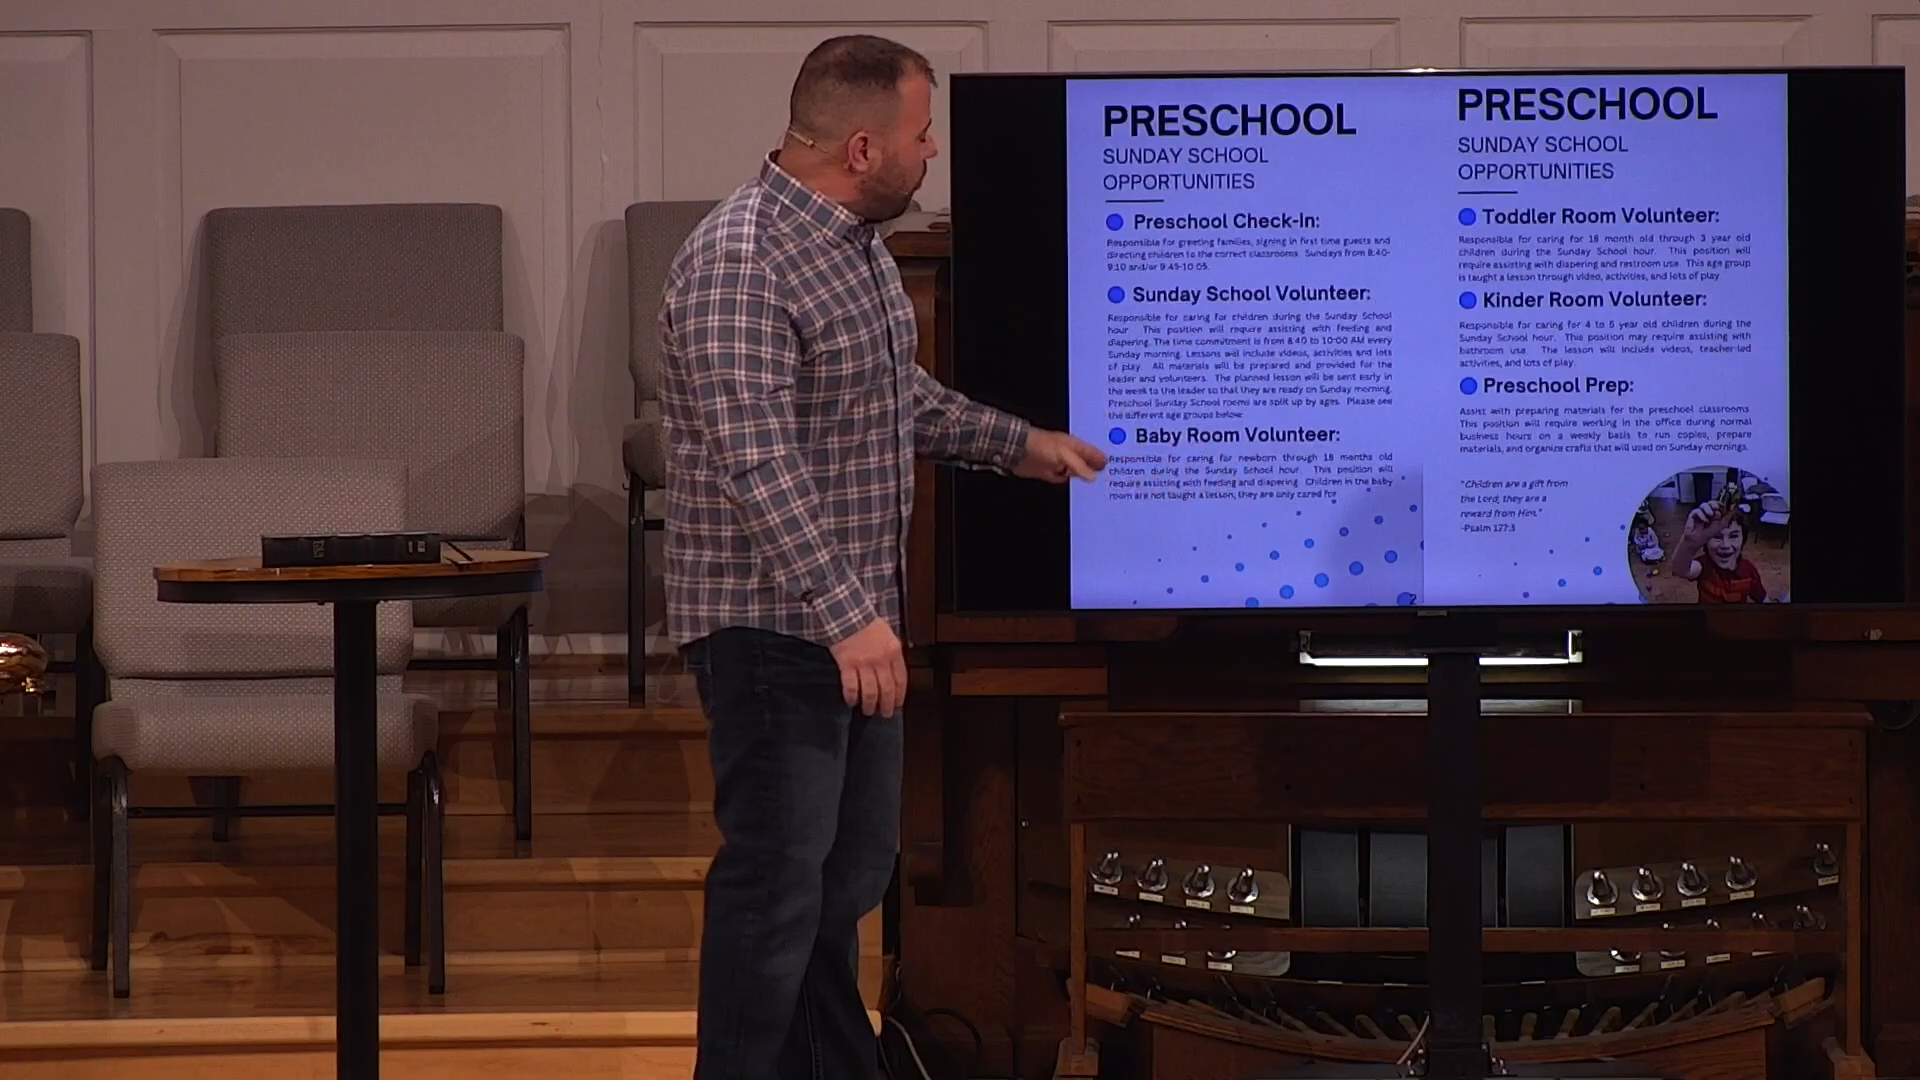 PRESCHOOL
SUNDAY SCHOOL
OPPORTUNITIES
Preschool Check-In:
Responsible for greeting families, signing in first time guests and
directing children to the correct classrooms. Sundays from 8:40-
9:10 and/or 9:45-10:05.
Sunday School Volunteer:
Responsible for caring for children during the Sunday School
hour. This position will require assisting with feeding and
diapering. The time commitment is from 8:40 to 10:00 AM every
Sunday morning. Lessons will include videos, activities and lots
of play. All materials will be prepared and provided for the
leader and volunteers. The planned lesson will be sent early in
the week to the leader so that they are ready on Sunday morning.
Preschool Sunday School rooms are split up by ages. Please see
the different age groups below.
Baby Room Volunteer:
Responsible for caring for newborn through 18 months old
children during the Sunday School hour. This position will
require assisting with feeding and diapering. Children in the baby
room are not taught a lesson, they are only cared for.
2
PRESCHOOL
SUNDAY SCHOOL
OPPORTUNITIES
Toddler Room Volunteer:
Responsible for caring for 18 month old through 3 year old
children during the Sunday School hour. This position will
require assisting with diapering and restroom use. This age group
is taught a lesson through video, activities, and lots of play.
Kinder Room Volunteer:
Responsible for caring for 4 to 5 year old children during the
Sunday School hour. This position may require assisting with
bathroom use. The lesson will include videos, teacher-led
activities, and lots of play.
Preschool Prep:
Assist with preparing materials for the preschool classrooms.
This position will require working in the office during normal
business hours on a weekly basis to run copies, prepare
materials, and organize crafts that will used on Sunday mornings.
"Children are a gift from
the Lord; they are a
reward from Him."
-Psalm 127:3